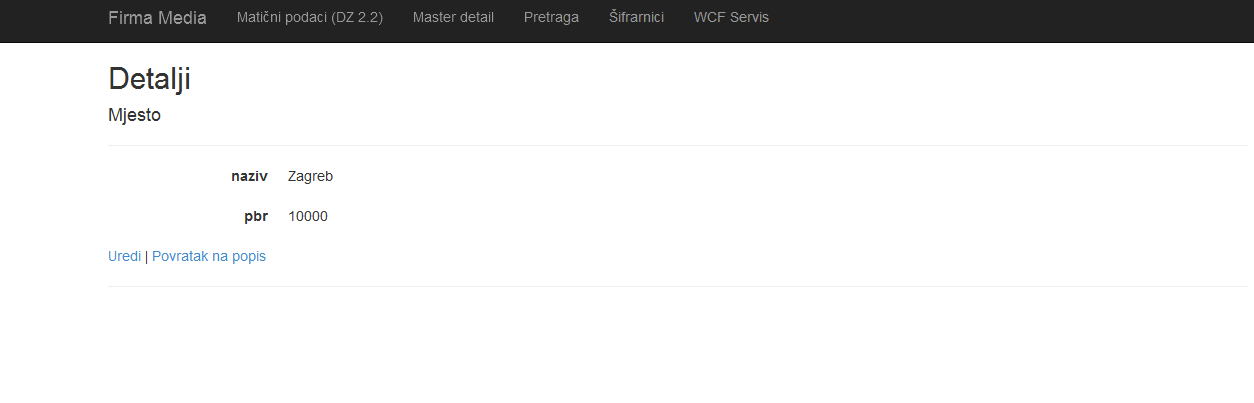 Firma Media Matični podaci (DZ 2.2) Master detail Pretraga Šifrarnici WCF Servis
Detalji
Mjesto
naziv Zagreb
pbr 10000
Uredi | Povratak na popis